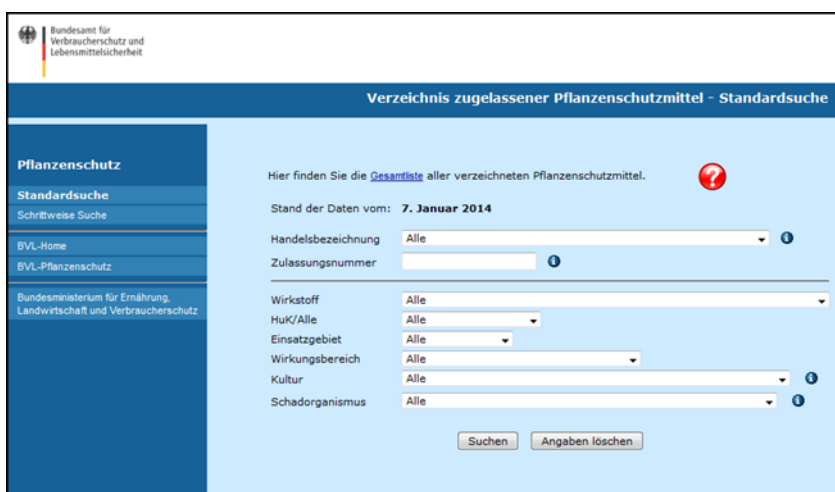 Bundesamt für
Verbraucherschutz und
Lebensmittelsicherheit
Verzeichnis zugelassener Pflanzenschutzmittel - Standardsuche
Pflanzenschutz
Standardsuche
Schrittweise Suche
BVL-Home
BVL-Pflanzenschutz
Bundesministerium für Ernährung,
Landwirtschaft und Verbraucherschutz
Hier finden Sie die Gesamtliste aller verzeichneten Pflanzenschutzmittel.
?
Stand der Daten vom: 7. Januar 2014
Handelsbezeichnung Alle i
Zulassungsnummer i
Wirkstoff Alle
HuK/Alle Alle
Einsatzgebiet Alle
Wirkungsbereich Alle
Kultur Alle i
Schadorganismus Alle i
Suchen Angaben löschen